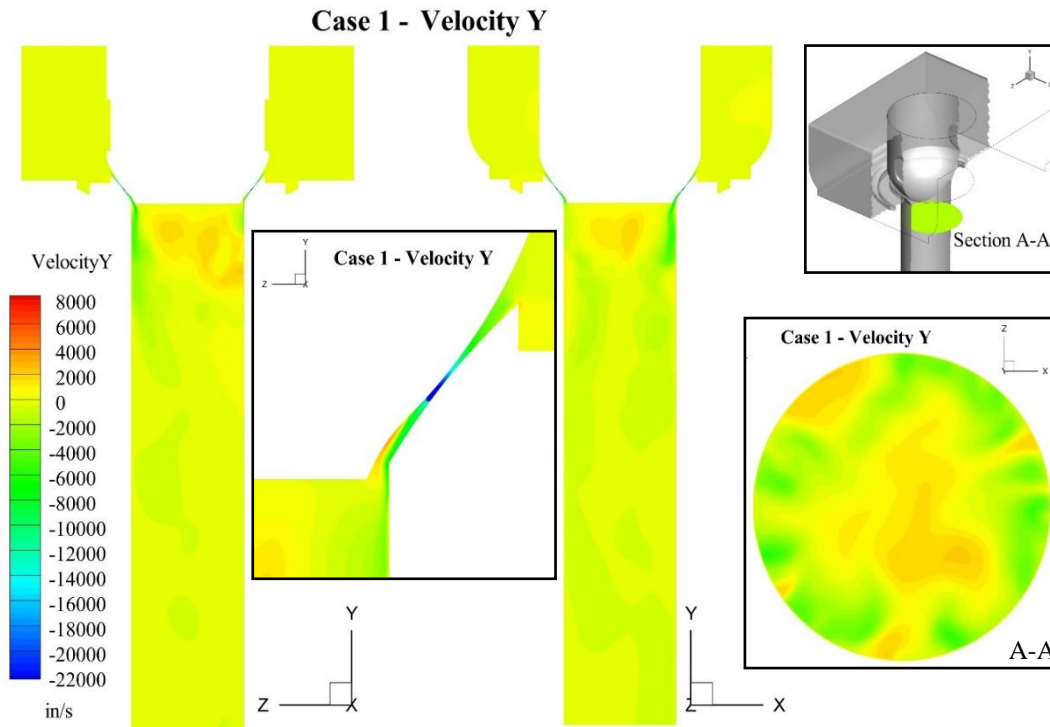 Case 1 - Velocity Y
Y
Z
X
Section A-A
VelocityY
8000
6000
4000
2000
0
-2000
-4000
-6000
-8000
-10000
-12000
-14000
-16000
-18000
-20000
-22000
in/s
Case 1 - Velocity Y
Y
Z
X
Y
Z
X
Y
Z
X
Case 1 - Velocity Y
Z
Y
X
A-A